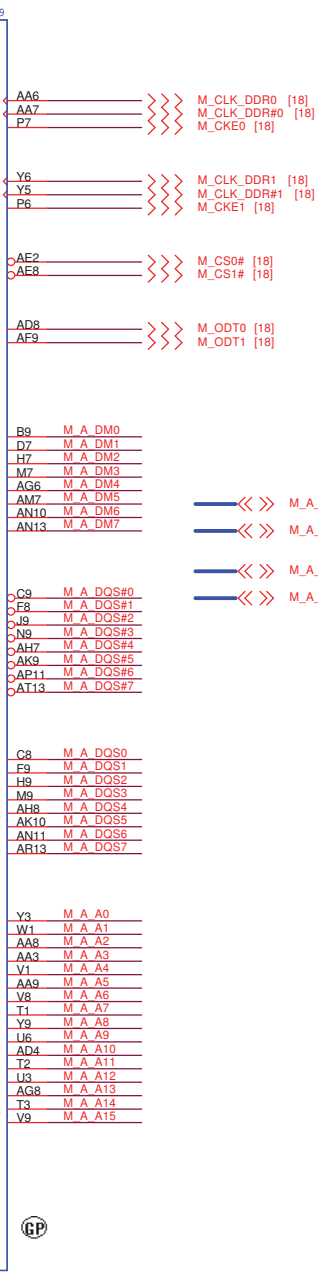 9
AA6 M_CLK_DDR0 [18]
AA7 M_CLK_DDR#0 [18]
P7 M_CKE0 [18]
Y6 M_CLK_DDR1 [18]
Y5 M_CLK_DDR#1 [18]
P6 M_CKE1 [18]
AE2 M_CS0# [18]
AE8 M_CS1# [18]
AD8 M_ODT0 [18]
AF9 M_ODT1 [18]
B9 M_A_DM0
D7 M_A_DM1
H7 M_A_DM2
M7 M_A_DM3
AG6 M_A_DM4
AM7 M_A_DM5 M_A_
AN10 M_A_DM6
AN13 M_A_DM7 M_A_
M_A_
C9 M_A_DQS#0 M_A_
F8 M_A_DQS#1
J9 M_A_DQS#2
N9 M_A_DQS#3
AH7 M_A_DQS#4
AK9 M_A_DQS#5
AP11 M_A_DQS#6
AT13 M_A_DQS#7
C8 M_A_DQS0
F9 M_A_DQS1
H9 M_A_DQS2
M9 M_A_DQS3
AH8 M_A_DQS4
AK10 M_A_DQS5
AN11 M_A_DQS6
AR13 M_A_DQS7
Y3 M_A_A0
W1 M_A_A1
AA8 M_A_A2
AA3 M_A_A3
V1 M_A_A4
AA9 M_A_A5
V8 M_A_A6
T1 M_A_A7
Y9 M_A_A8
U6 M_A_A9
AD4 M_A_A10
T2 M_A_A11
U3 M_A_A12
AG8 M_A_A13
T3 M_A_A14
V9 M_A_A15
GP